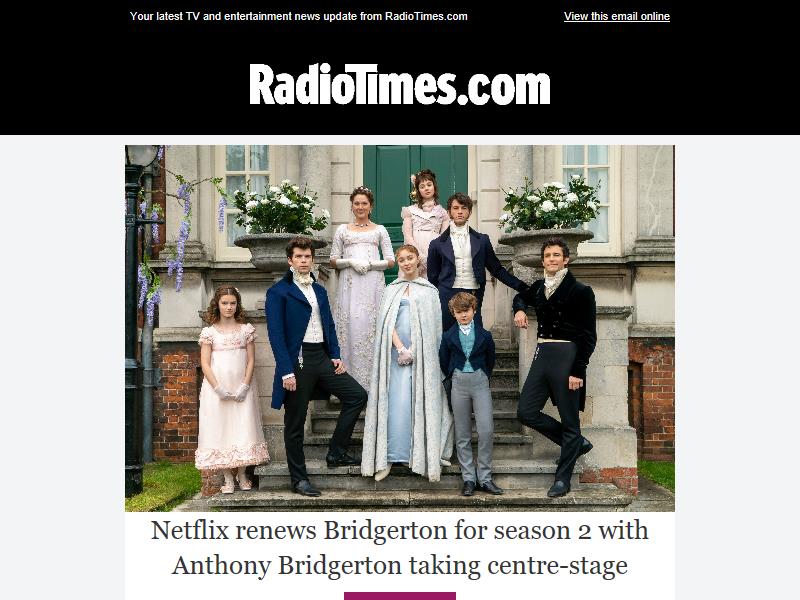 Your latest TV and entertainment news update from RadioTimes.com
View this email online
RadioTimes.com
Netflix renews Bridgerton for season 2 with
Anthony Bridgerton taking centre-stage